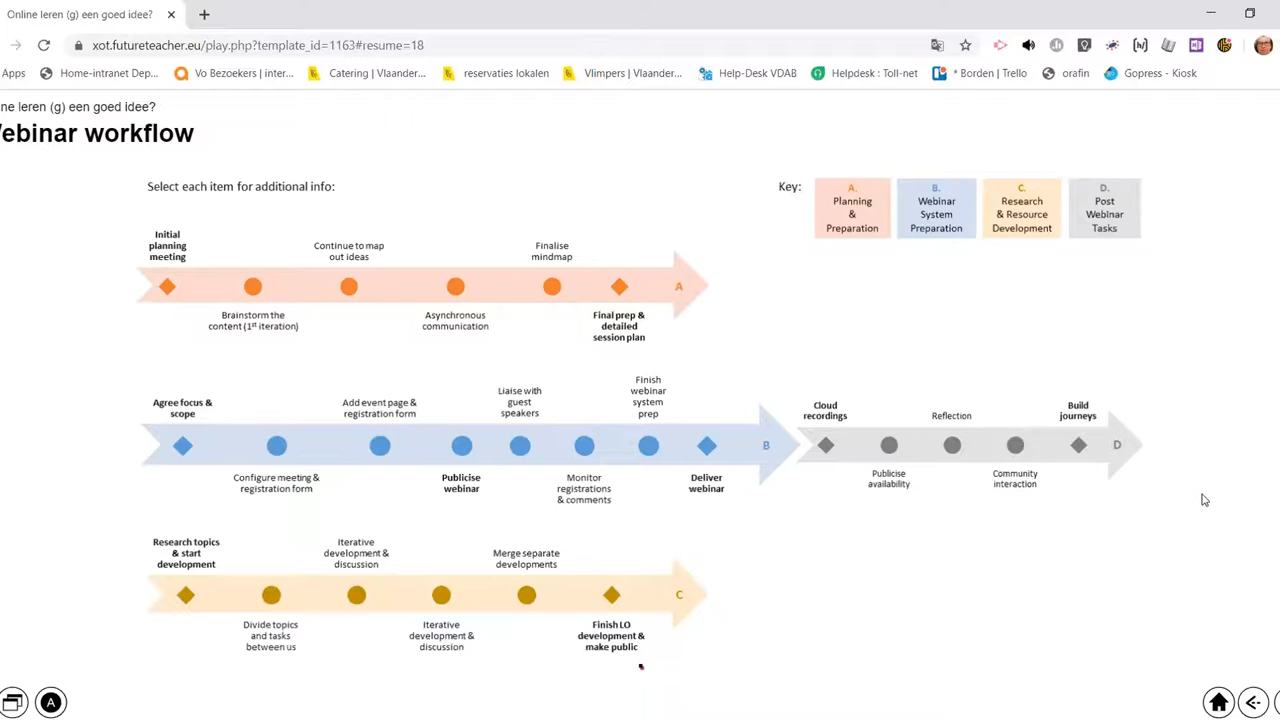 Online leren (g) een goed idee?
xot.futureteacher.eu/play.php?template_id=1163#resume=18
Apps Home-intranet Dep... Vo Bezoekers | inter... Catering | Vlaander... reservaties lokalen Vlimpers | Vlaander... Help-Desk VDAB Helpdesk : Toll-net * Borden | Trello orafin Gopress - Kiosk
ne leren (g) een goed idee?
ebinar workflow
Select each item for additional info:
Key:
A.
Planning
&
Preparation
B.
Webinar
System
Preparation
C.
Research
& Resource
Development
D.
Post
Webinar
Tasks
Initial
planning
meeting
Continue to map
out ideas
Finalise
mindmap
A
Brainstorm the
content (1st iteration)
Asynchronous
communication
Final prep &
detailed
session plan
Agree focus &
scope
Add event page &
registration form
Liaise with
guest
speakers
Finish
webinar
system
prep
B
Configure meeting &
registration form
Publicise
webinar
Monitor
registrations
& comments
Deliver
webinar
Cloud
recordings
Reflection
Build
journeys
D
Publicise
availability
Community
interaction
Research topics
& start
development
Iterative
development &
discussion
Merge separate
developments
C
Divide topics
and tasks
between us
Iterative
development &
discussion
Finish LO
development &
make public
A